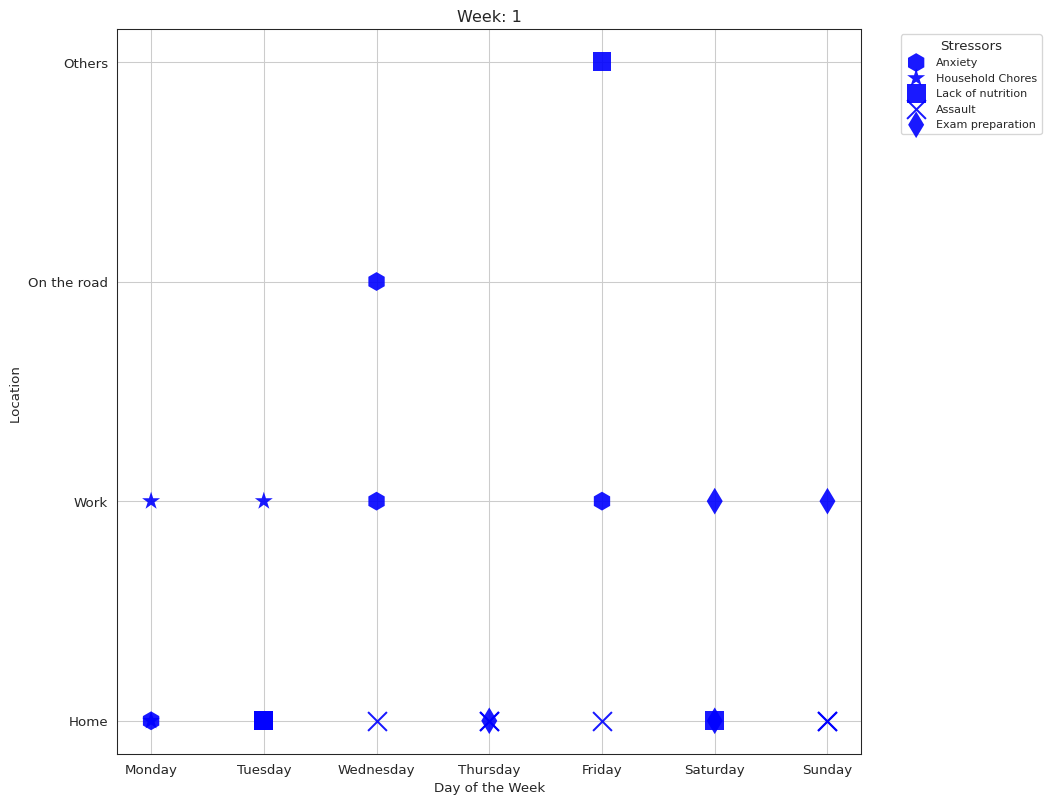 Week: 1
Stressors
Anxiety
Household Chores
Lack of nutrition
Assault
Exam preparation
Others
On the road
Work
Home
Location
Monday Tuesday Wednesday Thursday Friday Saturday Sunday
Day of the Week